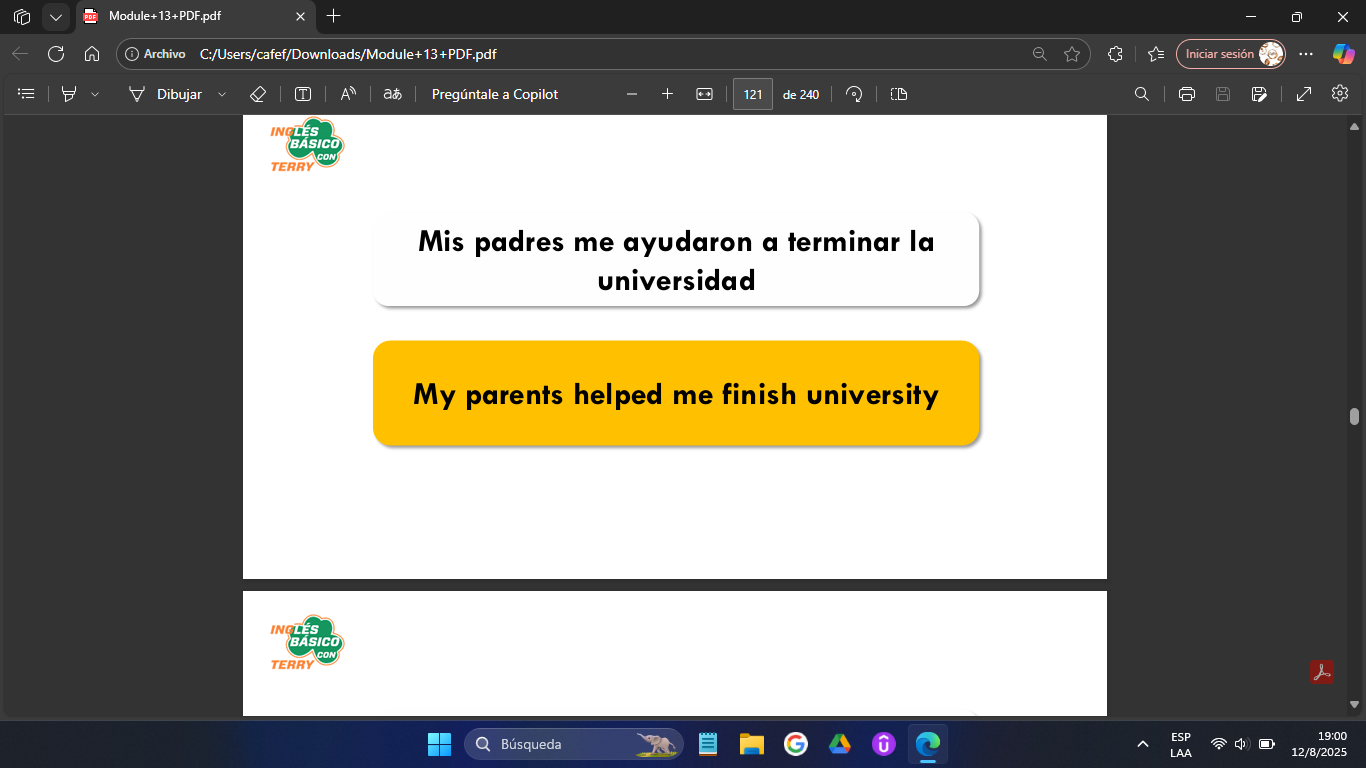 Module+13+PDF.pdf
Archivo C:/Users/cafef/Downloads/Module+13+PDF.pdf Iniciar sesión
Dibujar aあ Pregúntale a Copilot 121 de 240
INGLÉS
BÁSICO
CON
TERRY
Mis padres me ayudaron a terminar la
universidad
My parents helped me finish university
INGLÉS
BÁSICO
CON
TERRY
Búsqueda
ESP
LAA
19:00
12/8/2025